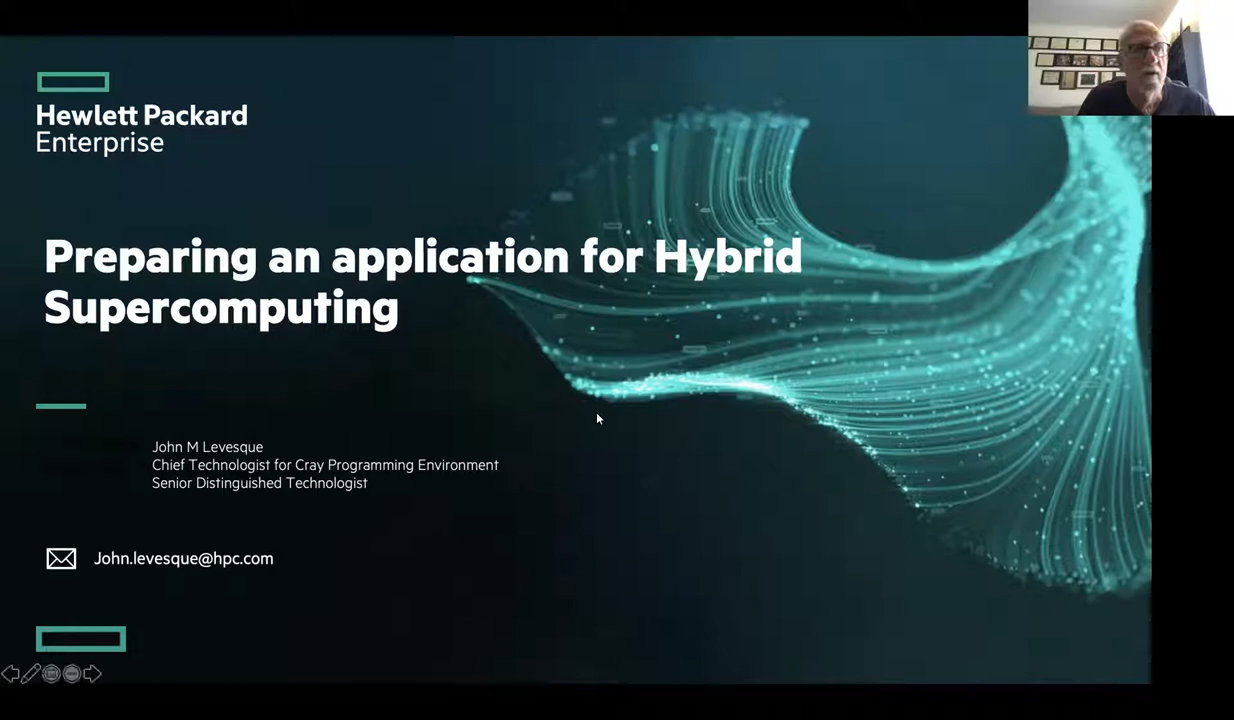 Hewlett Packard
Enterprise
Preparing an application for Hybrid
Supercomputing
John M Levesque
Chief Technologist for Cray Programming Environment
Senior Distinguished Technologist
John.levesque@hpc.com